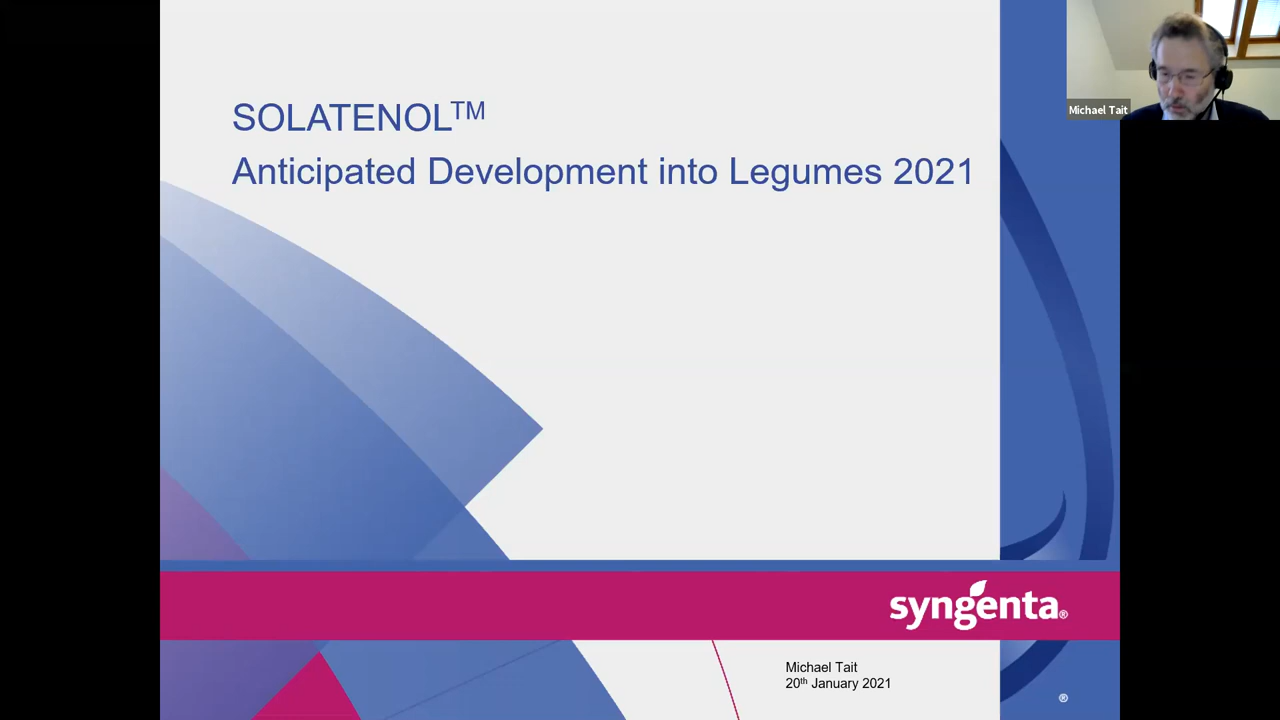 SOLATENOL™
Anticipated Development into Legumes 2021
Michael Tait
syngenta®
Michael Tait
20th January 2021
®